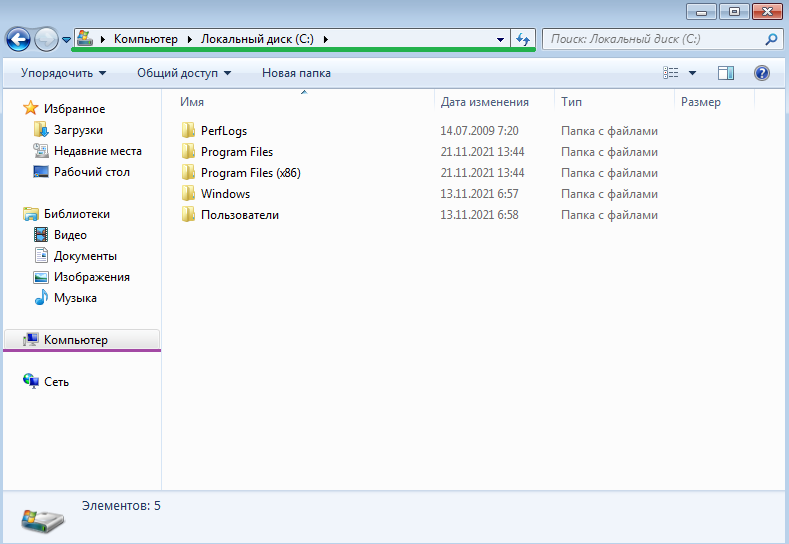 Компьютер Локальный диск (C:) Поиск: Локальный диск (C:)
Упорядочить Общий доступ Новая папка
Избранное
Загрузки
Недавние места
Рабочий стол
Библиотеки
Видео
Документы
Изображения
Музыка
Компьютер
Сеть
Имя Дата изменения Тип Размер
PerfLogs 14.07.2009 7:20 Папка с файлами
Program Files 21.11.2021 13:44 Папка с файлами
Program Files (x86) 21.11.2021 13:44 Папка с файлами
Windows 13.11.2021 6:57 Папка с файлами
Пользователи 13.11.2021 6:58 Папка с файлами
Элементов: 5